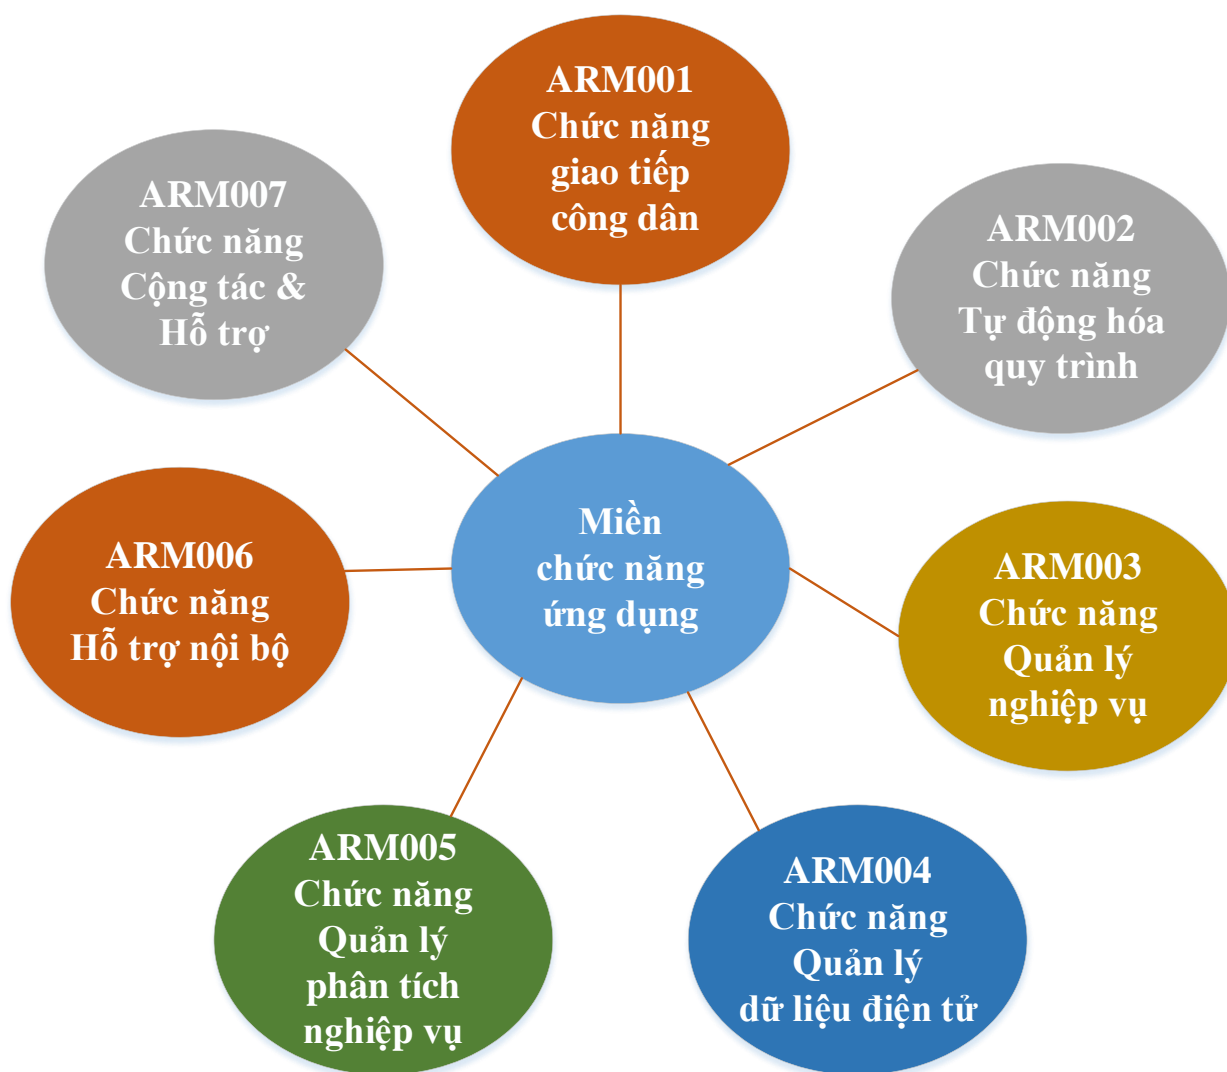 ARM001
Chức năng
giao tiếp
công dân
ARM002
Chức năng
Tự động hóa
quy trình
ARM003
Chức năng
Quản lý
nghiệp vụ
ARM004
Chức năng
Quản lý
dữ liệu điện tử
ARM005
Chức năng
Quản lý
phân tích
nghiệp vụ
ARM006
Chức năng
Hỗ trợ nội bộ
ARM007
Chức năng
Cộng tác &
Hỗ trợ
Miền
chức năng
ứng dụng